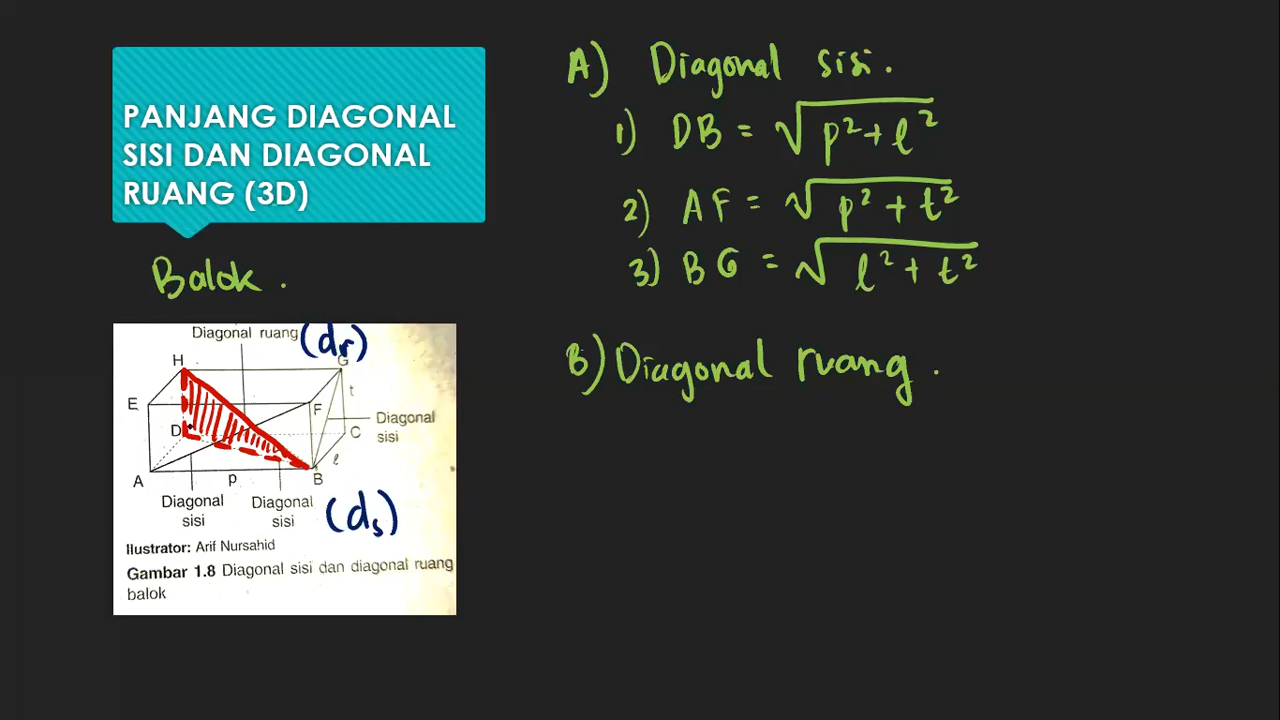 PANJANG DIAGONAL
SISI DAN DIAGONAL
RUANG (3D)
Balok.
Diagonal ruang (dr)
H
G
E
F
t
D
C
Diagonal
sisi
l
A
p
B
Diagonal
sisi
Diagonal
sisi
(ds)
Ilustrator: Arif Nursahid
Gambar 1.8 Diagonal sisi dan diagonal ruang
balok
A) Diagonal sisi.
1) DB = √(p² + l²)
2) AF = √(p² + t²)
3) BG = √(l² + t²)
B) Diagonal ruang.